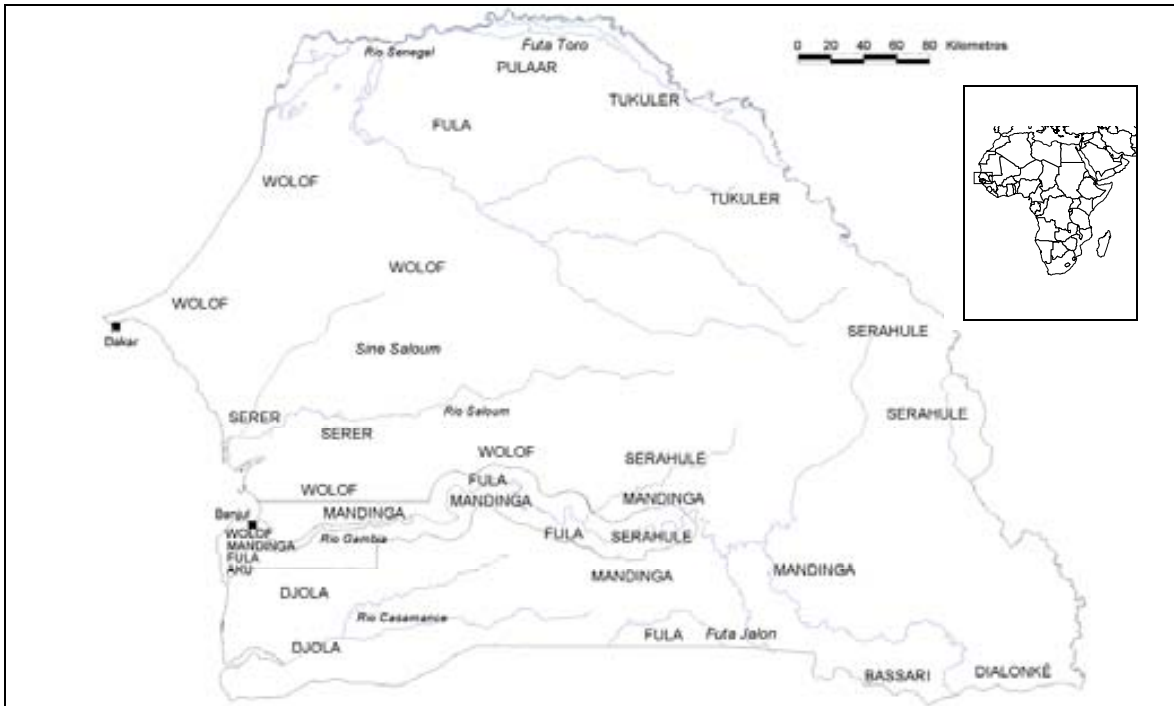 0 20 40 60 80 Kilometros
Rio Senegal
Futa Toro
PULAAR
TUKULER
FULA
WOLOF
TUKULER
WOLOF
WOLOF
Dakar
SERAHULE
Sine Saloum
SERAHULE
SERER
Rio Saloum
SERER
WOLOF
SERAHULE
FULA
WOLOF
MANDINGA
MANDINGA
MANDINGA
Banjul
WOLOF
MANDINGA
FULA
AKU
Rio Gambia
FULA
SERAHULE
MANDINGA
MANDINGA
DJOLA
Rio Casamance
FULA
Futa Jalon
DJOLA
BASSARI
DIALONKÉ